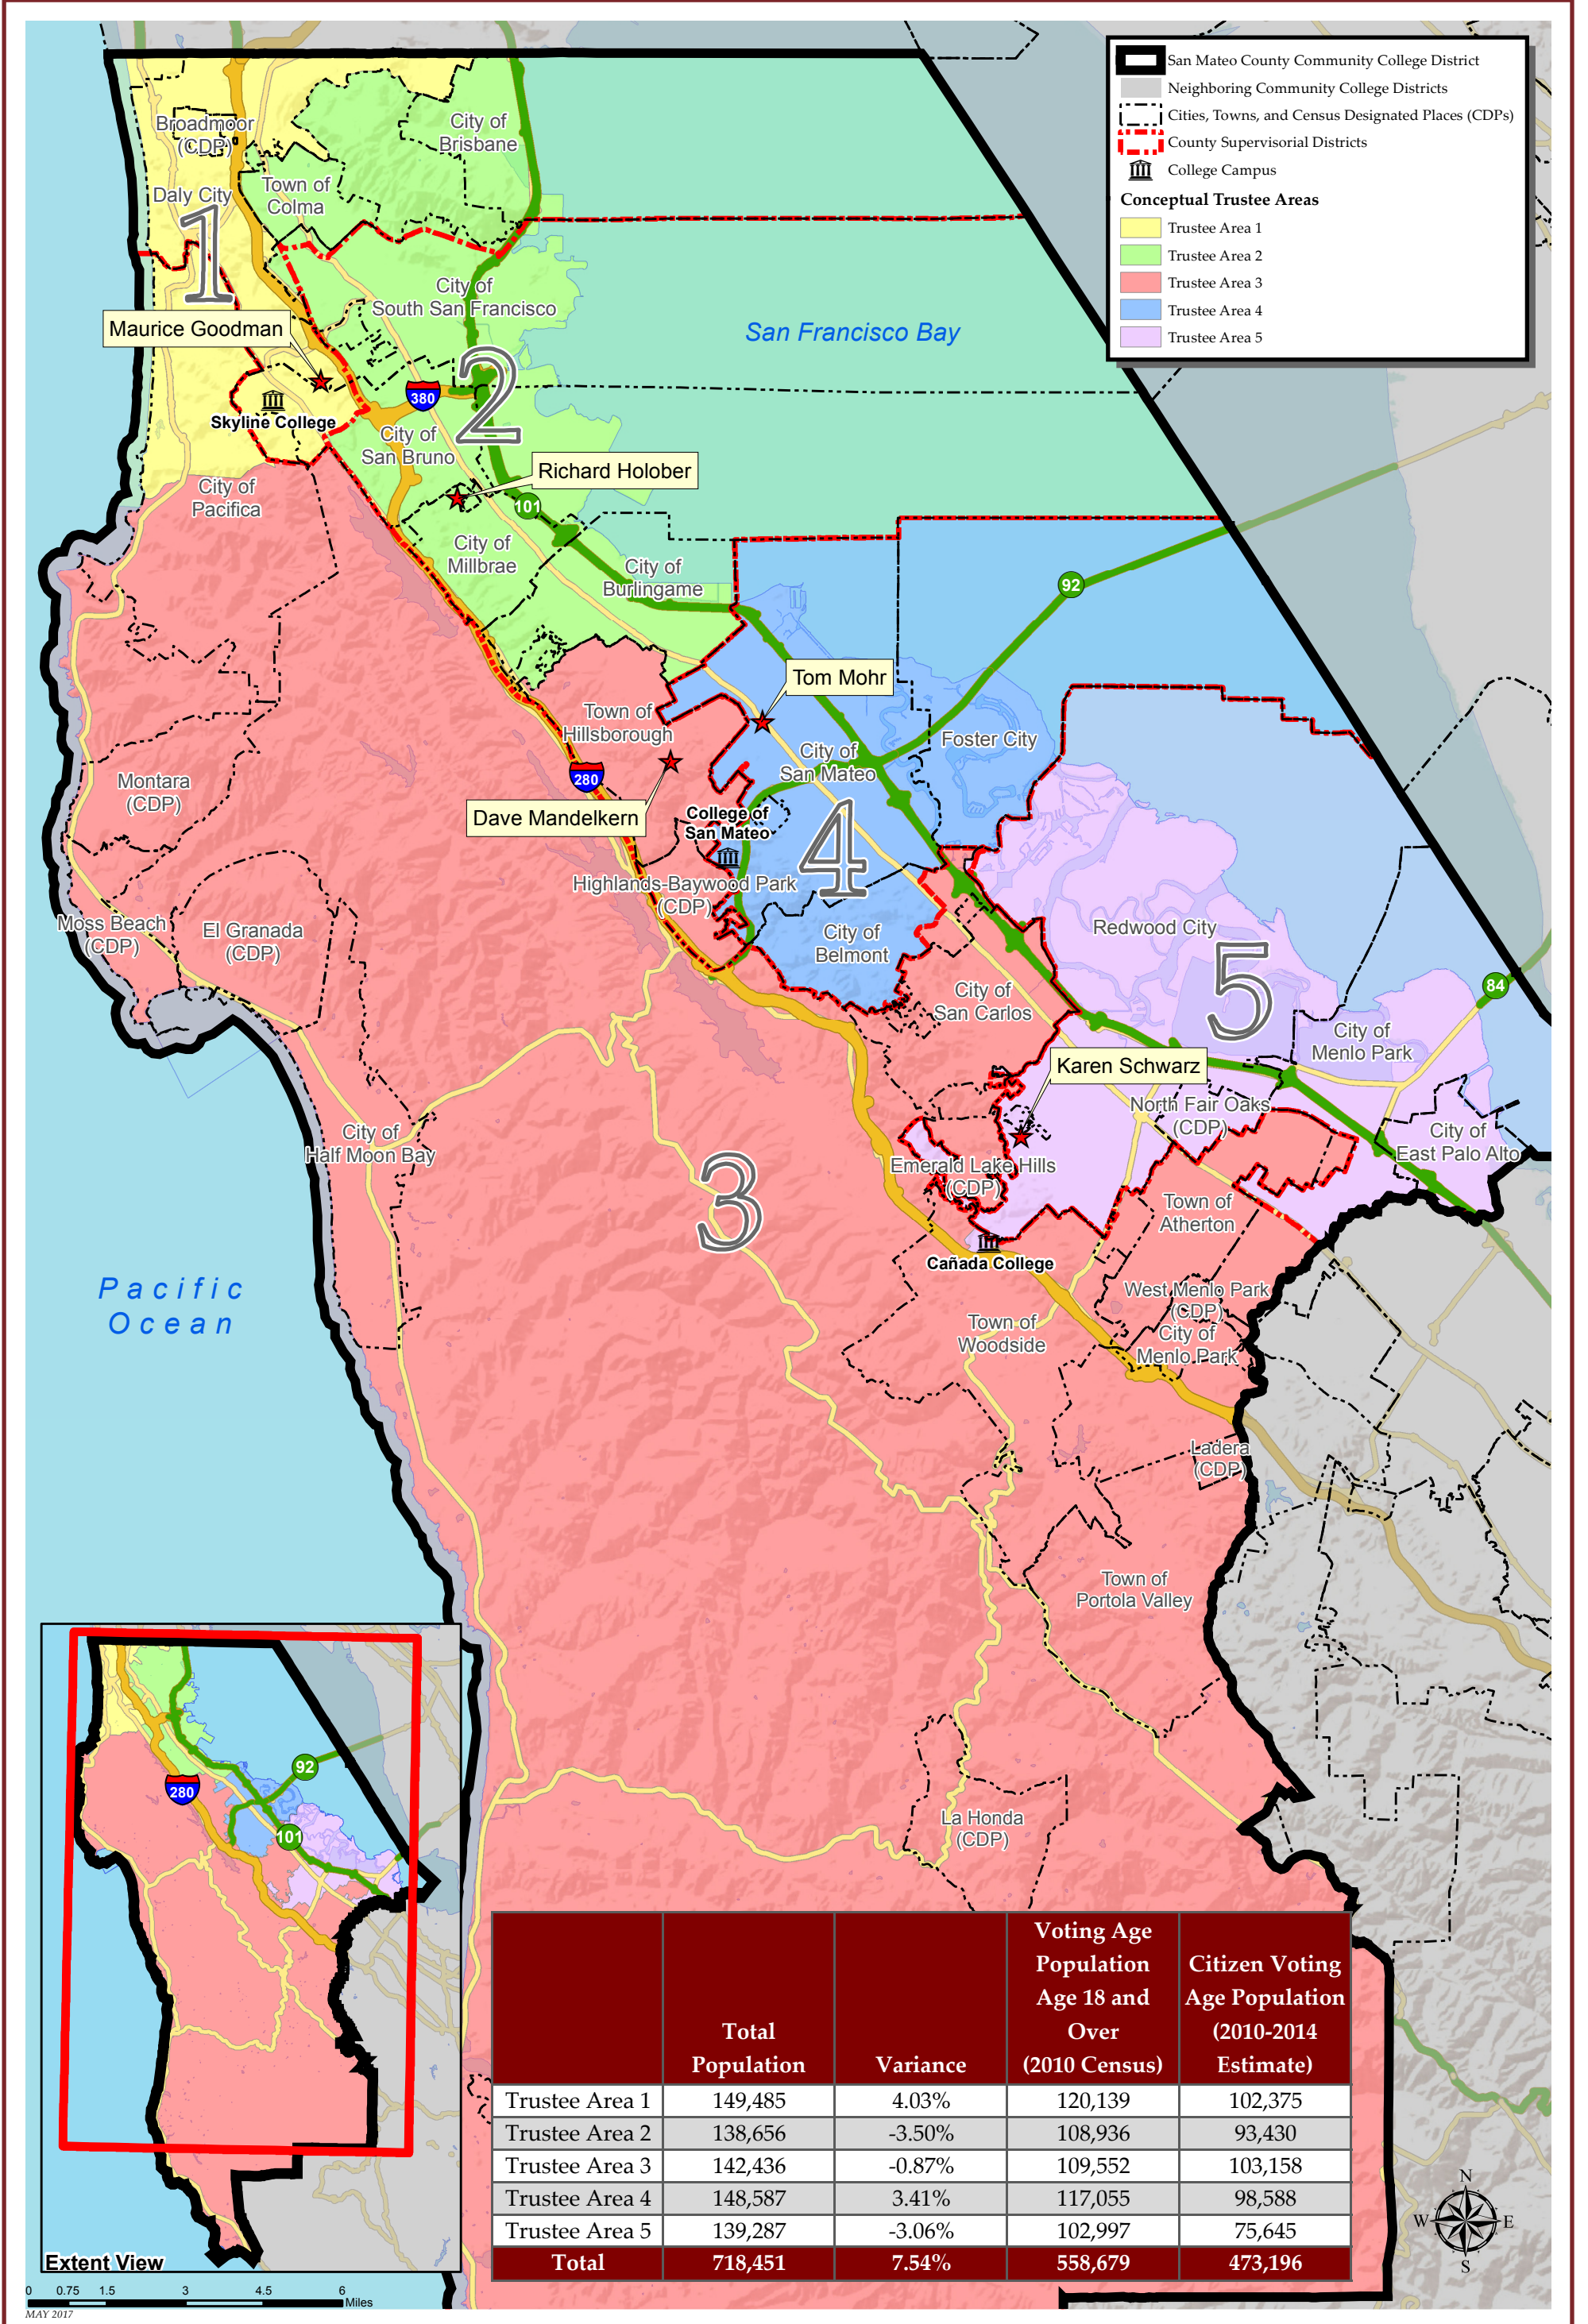 San Mateo County Community College District
Neighboring Community College Districts
Cities, Towns, and Census Designated Places (CDPs)
County Supervisorial Districts
College Campus
Conceptual Trustee Areas
Trustee Area 1
Trustee Area 2
Trustee Area 3
Trustee Area 4
Trustee Area 5
Broadmoor
(CDP)
City of
Brisbane
Daly City
Town of
Colma
1
City of
South San Francisco
Maurice Goodman
San Francisco Bay
2
380
Skyline College
City of
San Bruno
Richard Holober
City of
Pacifica
101
City of
Millbrae
City of
Burlingame
92
Tom Mohr
Town of
Hillsborough
City of
San Mateo
Foster City
280
Montara
(CDP)
Dave Mandelkern
College of
San Mateo
4
Highlands-Baywood Park
(CDP)
Moss Beach
(CDP)
El Granada
(CDP)
City of
Belmont
Redwood City
5
84
City of
San Carlos
City of
Menlo Park
Karen Schwarz
North Fair Oaks
(CDP)
City of
East Palo Alto
City of
Half Moon Bay
Emerald Lake Hills
(CDP)
3
Town of
Atherton
Cañada College
Pacific
Ocean
West Menlo Park
(CDP)
City of
Menlo Park
Town of
Woodside
Ladera
(CDP)
Town of
Portola Valley
La Honda
(CDP)
92
280
101
Extent View
0 0.75 1.5 3 4.5 6
Miles
MAY 2017
Total Population Variance Voting Age Population Age 18 and Over (2010 Census) Citizen Voting Age Population (2010-2014 Estimate)
Trustee Area 1 149,485 4.03% 120,139 102,375
Trustee Area 2 138,656 -3.50% 108,936 93,430
Trustee Area 3 142,436 -0.87% 109,552 103,158
Trustee Area 4 148,587 3.41% 117,055 98,588
Trustee Area 5 139,287 -3.06% 102,997 75,645
Total 718,451 7.54% 558,679 473,196
N
W E
S